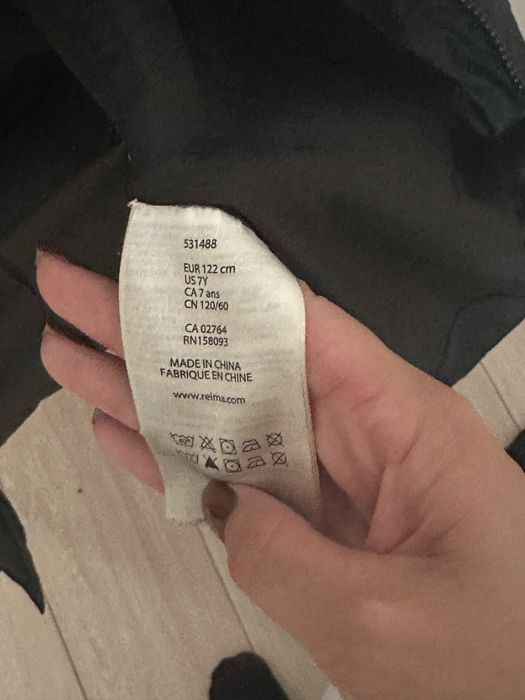 531488
EUR 122 cm
US 7Y
CA 7 ans
CN 120/60
CA 02764
RN158093
MADE IN CHINA
FABRIQUE EN CHINE
www.reima.com